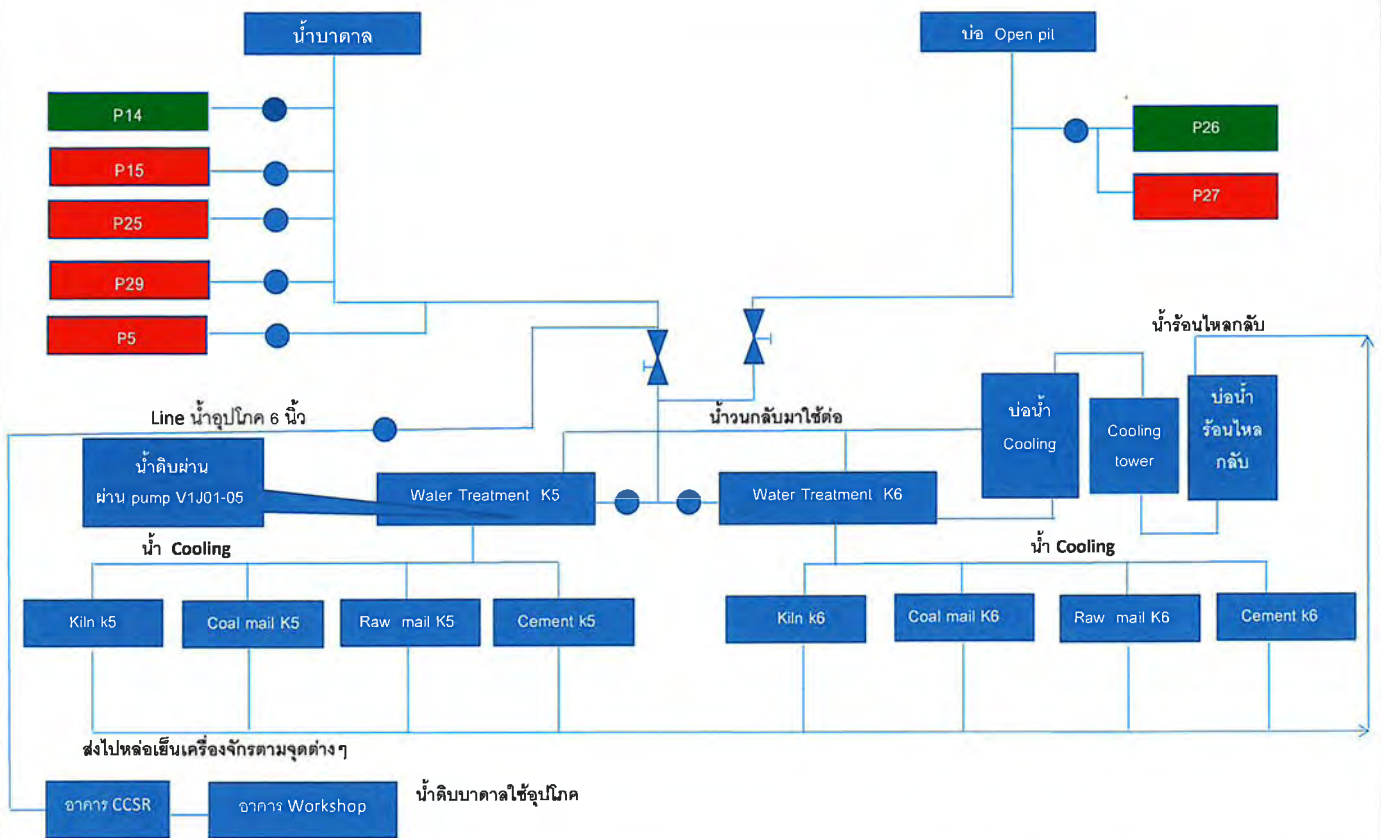 น้ำบาดาล
บ่อ Open pil
P14
P26
P15
P27
P25
P29
P5
น้ำร้อนไหลกลับ
Line น้ำอุปโภค 6 นิ้ว
น้ำวนกลับมาใช้ต่อ
บ่อน้ำ
Cooling
Cooling
tower
บ่อน้ำ
ร้อนไหล
กลับ
น้ำดิบผ่าน
ผ่าน pump V1J01-05
Water Treatment K5
Water Treatment K6
น้ำ Cooling
น้ำ Cooling
Kiln k5
Coal mail K5
Raw mail K5
Cement k5
Kiln k6
Coal mail K6
Raw mail K6
Cement k6
ส่งไปหล่อเย็นเครื่องจักรตามจุดต่างๆ
อาคาร CCSR
อาคาร Workshop
น้ำดิบบาดาลใช้อุปโภค